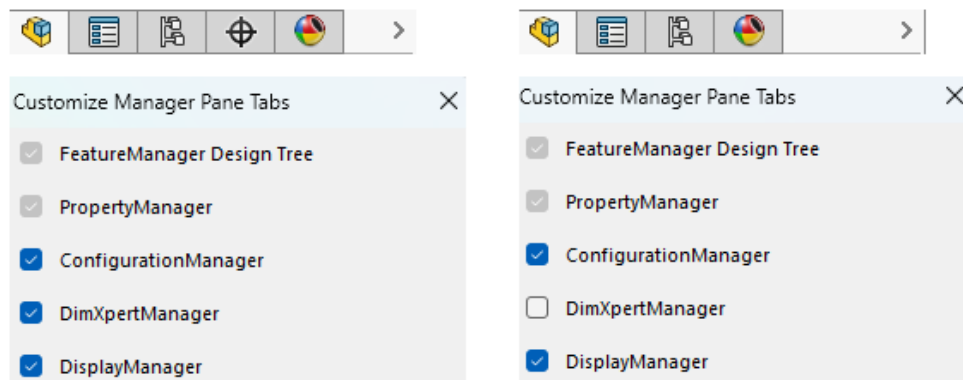 Customize Manager Pane Tabs
FeatureManager Design Tree
PropertyManager
ConfigurationManager
DimXpertManager
DisplayManager
Customize Manager Pane Tabs
FeatureManager Design Tree
PropertyManager
ConfigurationManager
DimXpertManager
DisplayManager